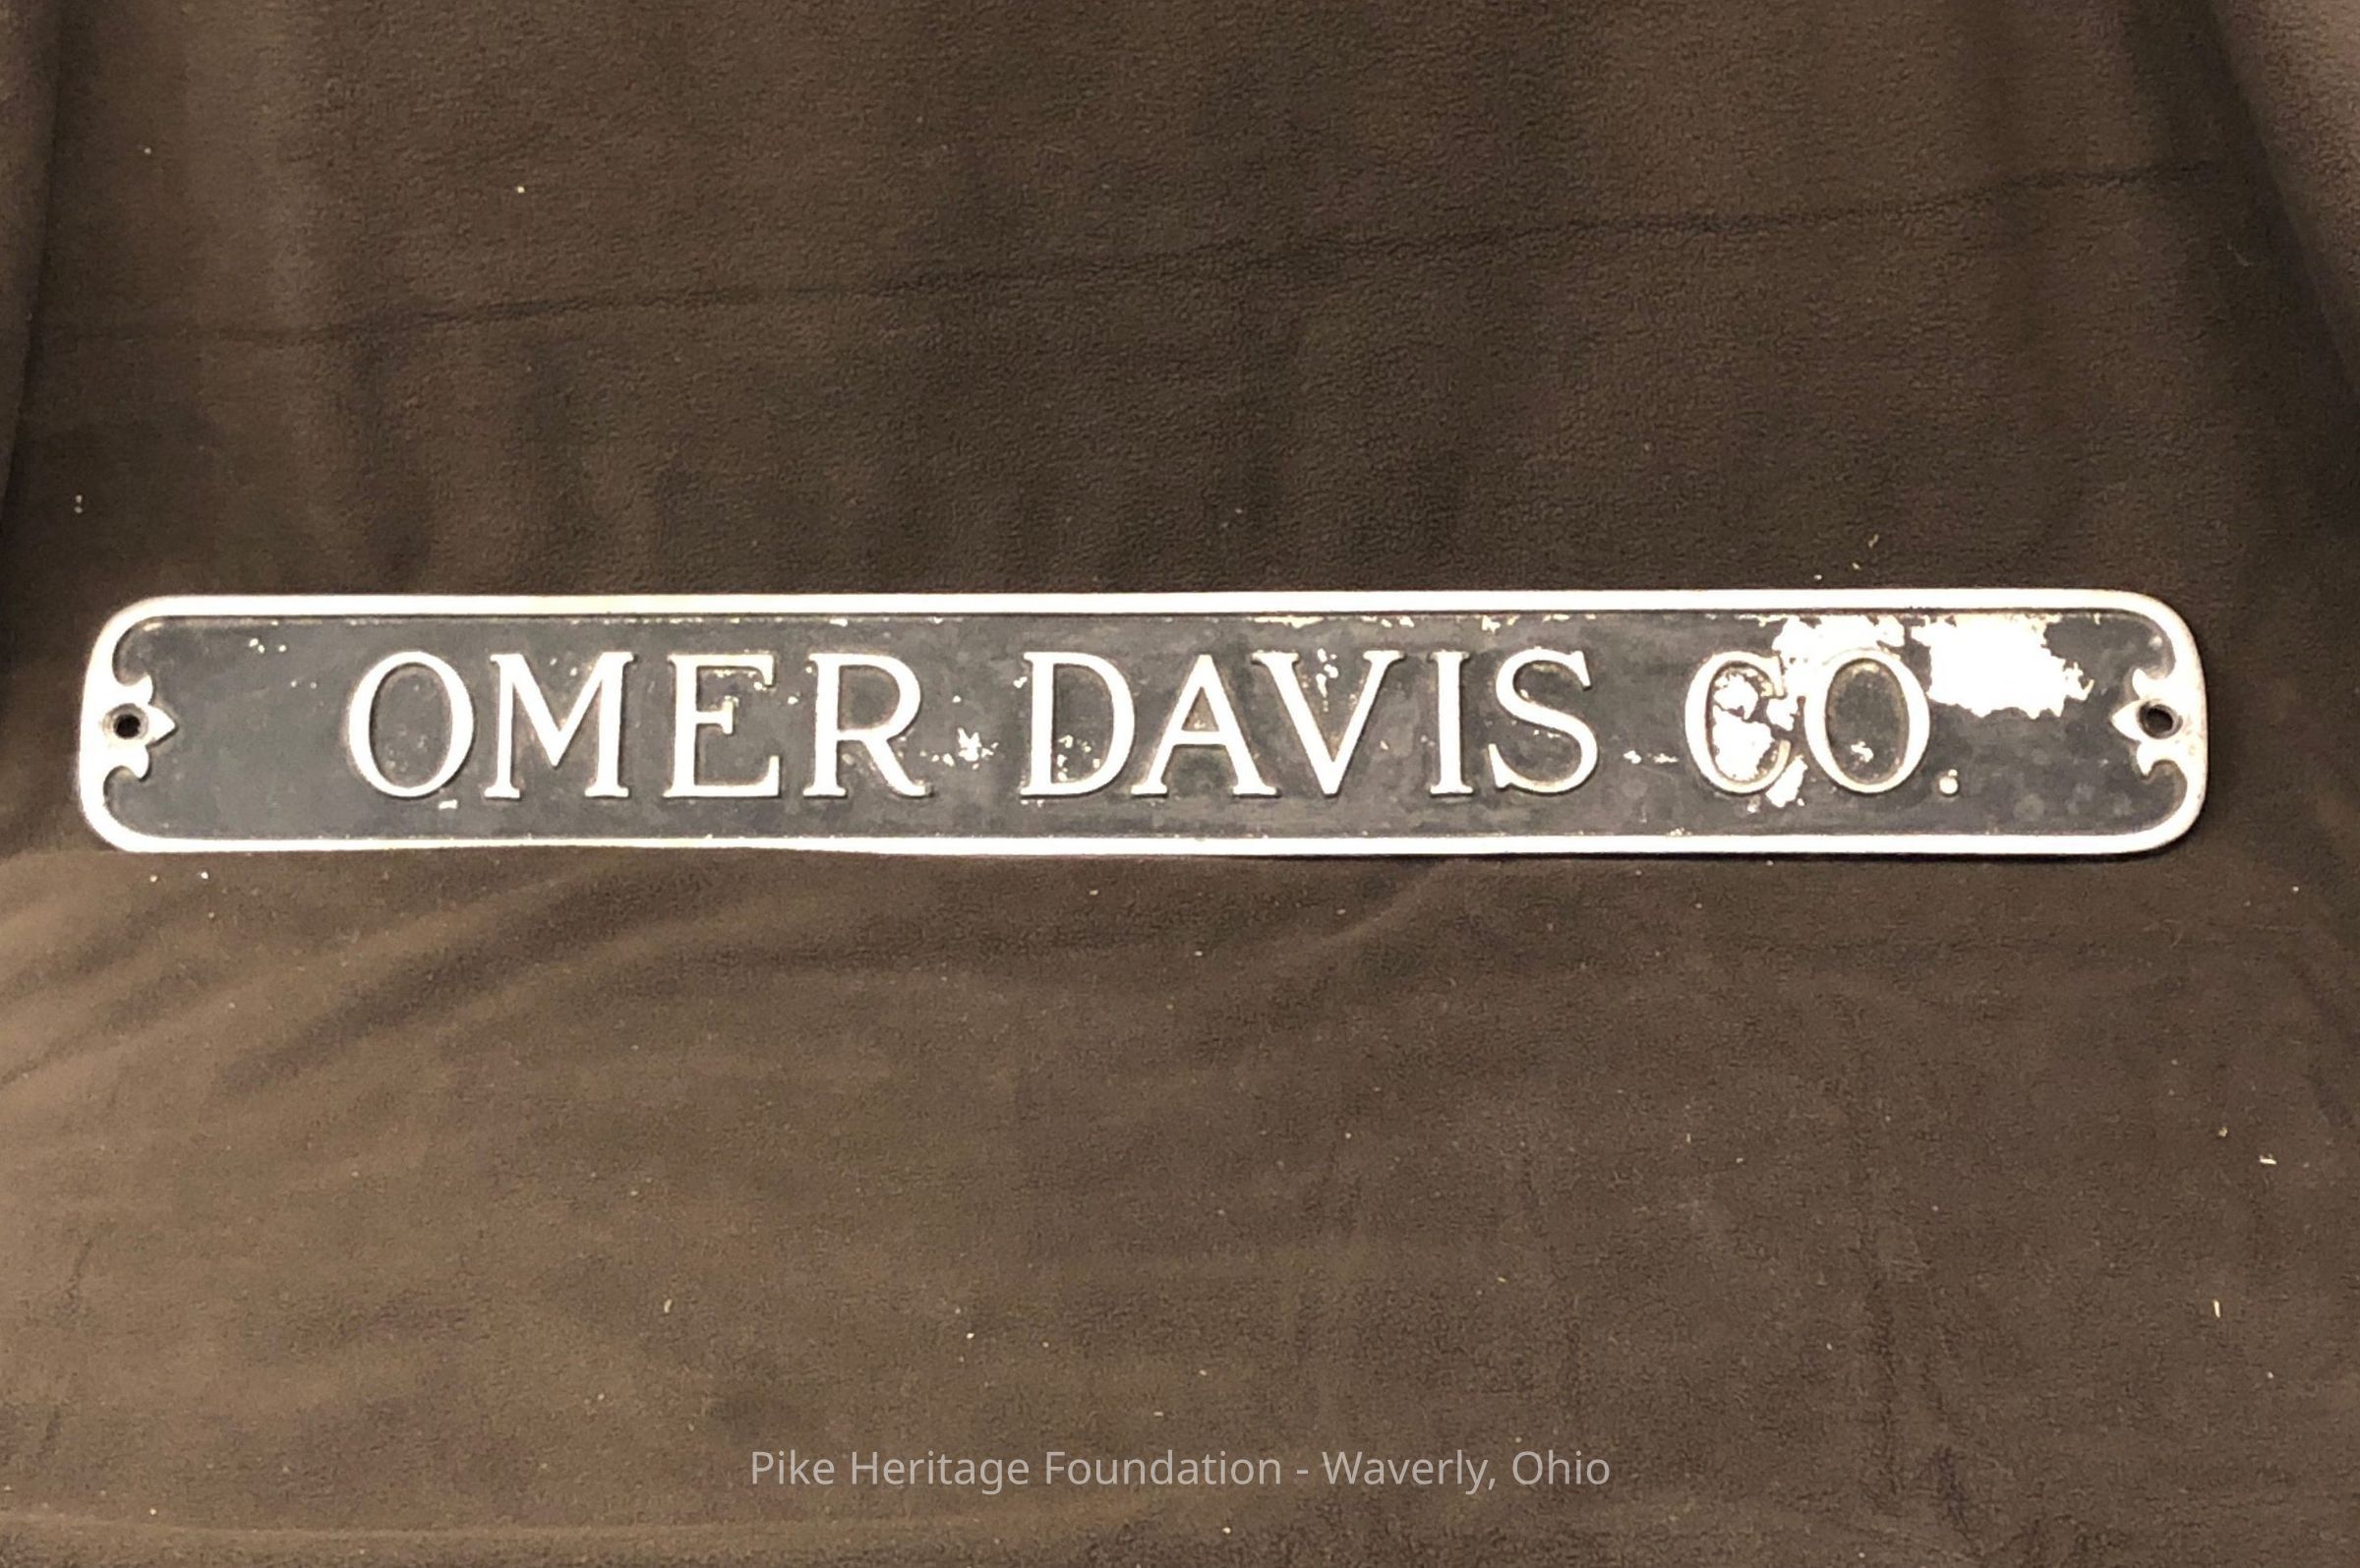 OMER DAVIS CO.
Pike Heritage Foundation - Waverly, Ohio